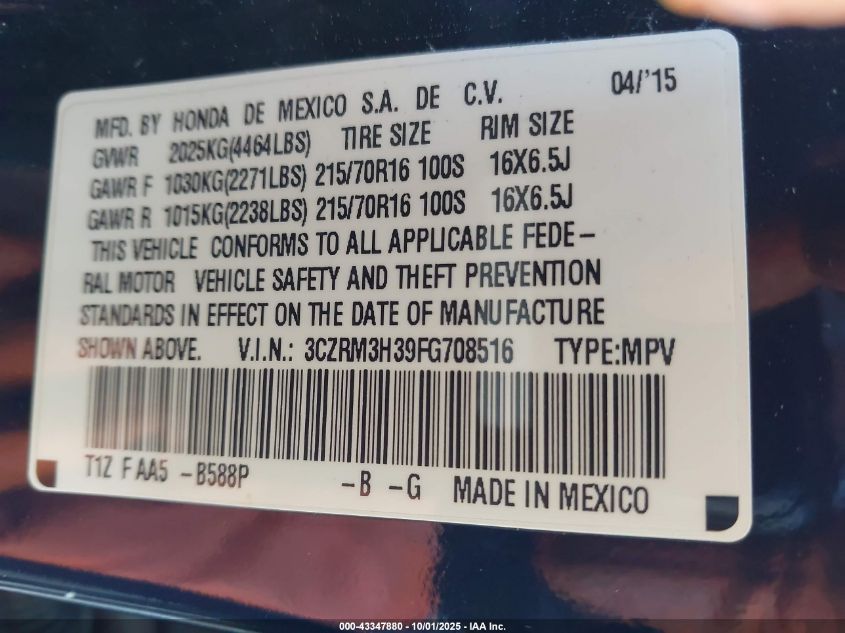 MFD. BY HONDA DE MEXICO S.A. DE C.V. 04/'15
GVWR 2025KG(4464LBS) TIRE SIZE RIM SIZE
GAWR F 1030KG(2271LBS) 215/70R16 100S 16X6.5J
GAWR R 1015KG(2238LBS) 215/70R16 100S 16X6.5J
THIS VEHICLE CONFORMS TO ALL APPLICABLE FEDE-
RAL MOTOR VEHICLE SAFETY AND THEFT PREVENTION
STANDARDS IN EFFECT ON THE DATE OF MANUFACTURE
SHOWN ABOVE. V.I.N.: 3CZRM3H39FG708516 TYPE:MPV
T1Z F AA5 -B588P -B -G MADE IN MEXICO
000-43347880 - 10/01/2025 - IAA Inc.